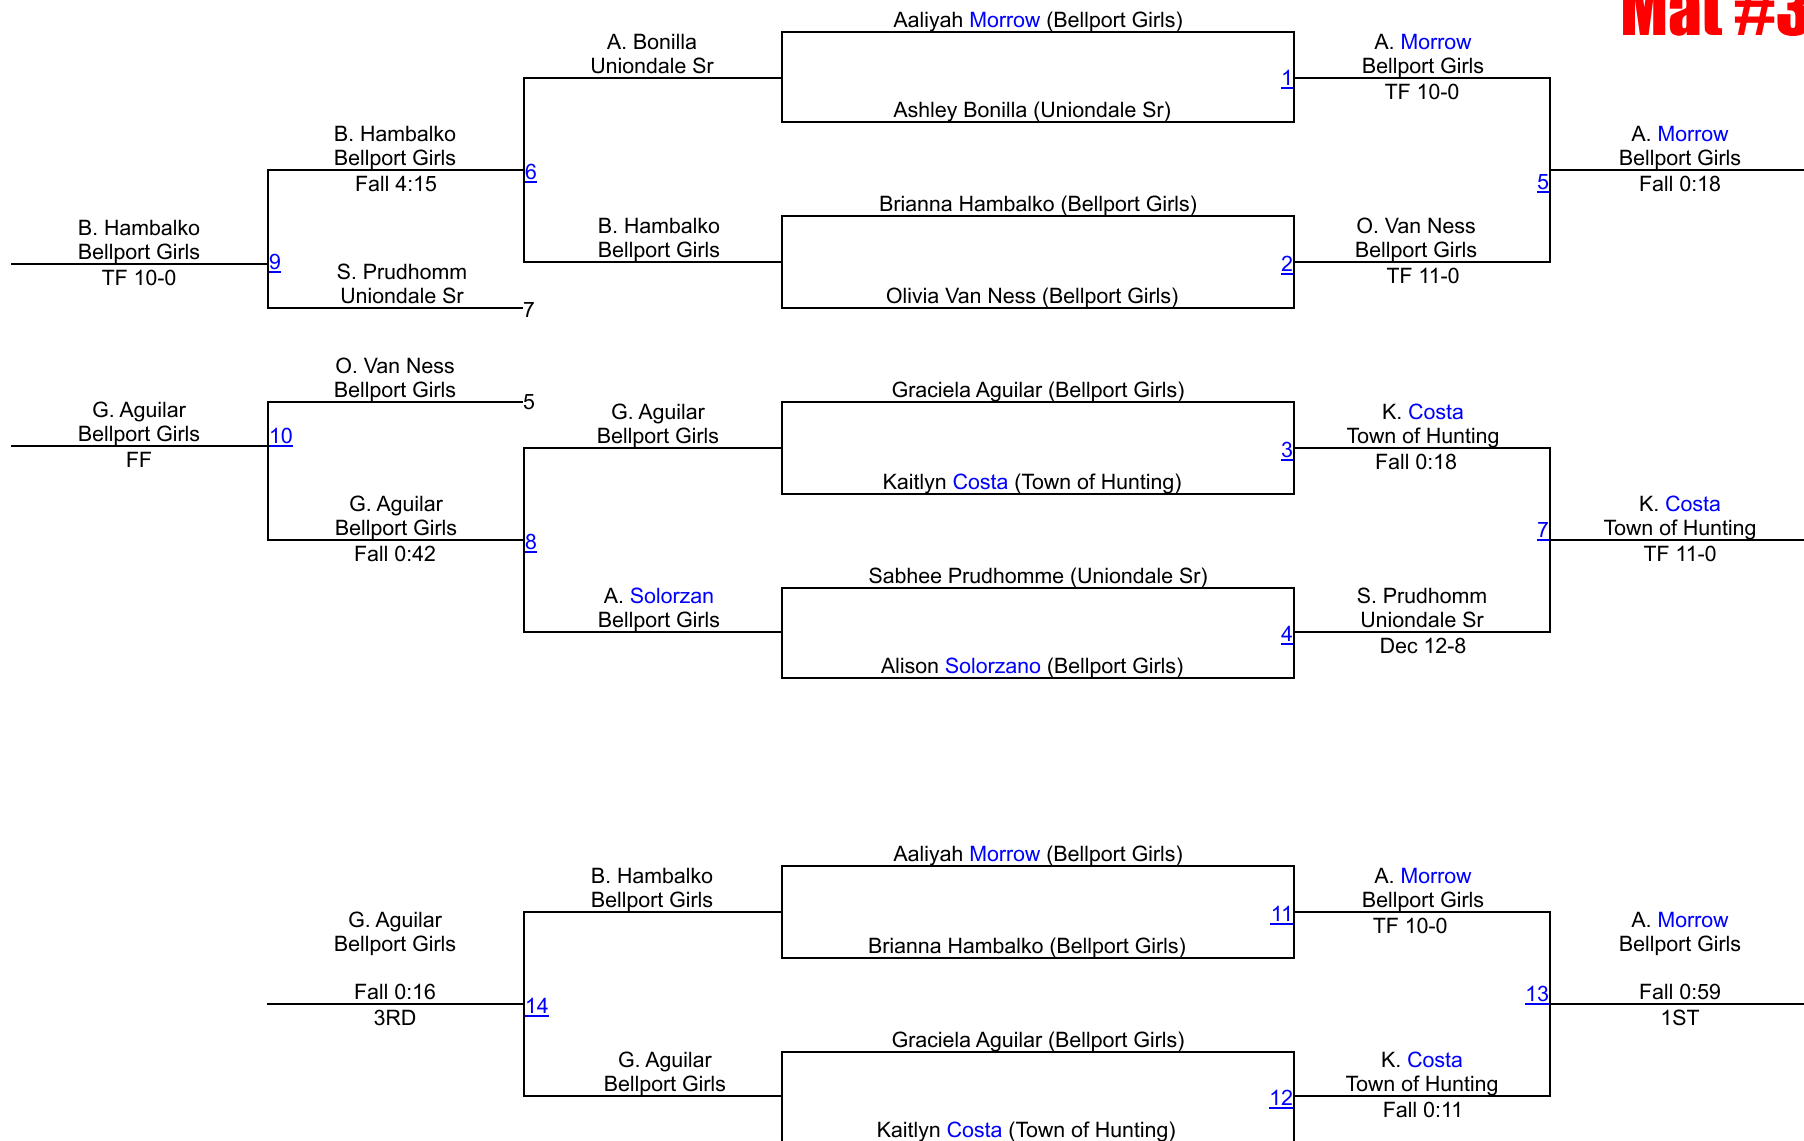 Mat #3
Aaliyah Morrow (Bellport Girls)
A. Bonilla
Uniondale Sr
A. Morrow
Bellport Girls
1
TF 10-0
Ashley Bonilla (Uniondale Sr)
B. Hambalko
Bellport Girls
Fall 4:15
6
A. Morrow
Bellport Girls
Fall 0:18
5
Brianna Hambalko (Bellport Girls)
B. Hambalko
Bellport Girls
TF 10-0
9
B. Hambalko
Bellport Girls
O. Van Ness
Bellport Girls
2
TF 11-0
S. Prudhomm
Uniondale Sr
7
Olivia Van Ness (Bellport Girls)
O. Van Ness
Bellport Girls
5
Graciela Aguilar (Bellport Girls)
G. Aguilar
Bellport Girls
FF
10
G. Aguilar
Bellport Girls
K. Costa
Town of Hunting
3
Fall 0:18
Kaitlyn Costa (Town of Hunting)
G. Aguilar
Bellport Girls
Fall 0:42
8
K. Costa
Town of Hunting
7
TF 11-0
Sabhee Prudhomme (Uniondale Sr)
A. Solorzan
Bellport Girls
S. Prudhomm
Uniondale Sr
4
Dec 12-8
Alison Solorzano (Bellport Girls)
Aaliyah Morrow (Bellport Girls)
B. Hambalko
Bellport Girls
A. Morrow
Bellport Girls
11
TF 10-0
Brianna Hambalko (Bellport Girls)
G. Aguilar
Bellport Girls
Fall 0:16
3RD
14
A. Morrow
Bellport Girls
13
Fall 0:59
1ST
Graciela Aguilar (Bellport Girls)
G. Aguilar
Bellport Girls
K. Costa
Town of Hunting
12
Fall 0:11
Kaitlyn Costa (Town of Hunting)